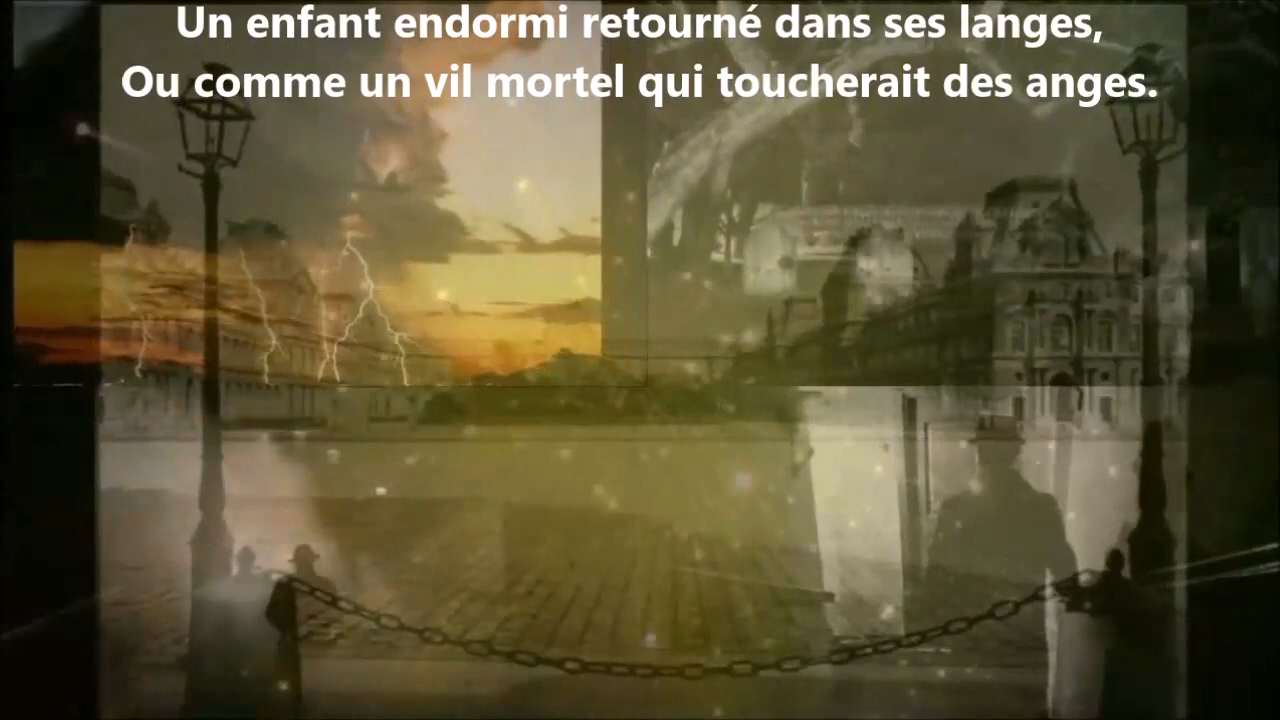 Un enfant endormi retourné dans ses langes,
Ou comme un vil mortel qui toucherait des anges.